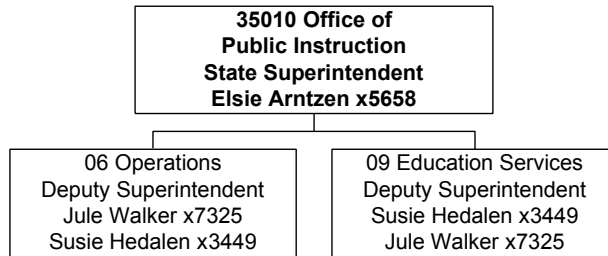 35010 Office of
Public Instruction
State Superintendent
Elsie Arntzen x5658
06 Operations
Deputy Superintendent
Jule Walker x7325
Susie Hedalen x3449
09 Education Services
Deputy Superintendent
Susie Hedalen x3449
Jule Walker x7325